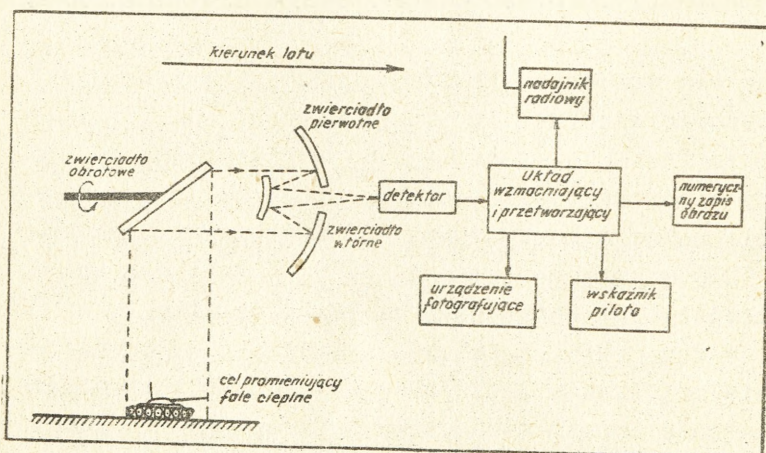 kierunek lotu
zwierciadło
pierwotne
zwierciadło
obrotowe
zwierciadło
wtórne
detektor
nadajnik
radiowy
Układ
wzmacniający
i przetwarzający
numerycz-
ny zapis
obrazu
urządzenie
fotografujące
wskaźnik
pilota
cel promieniujący
fale cieplne